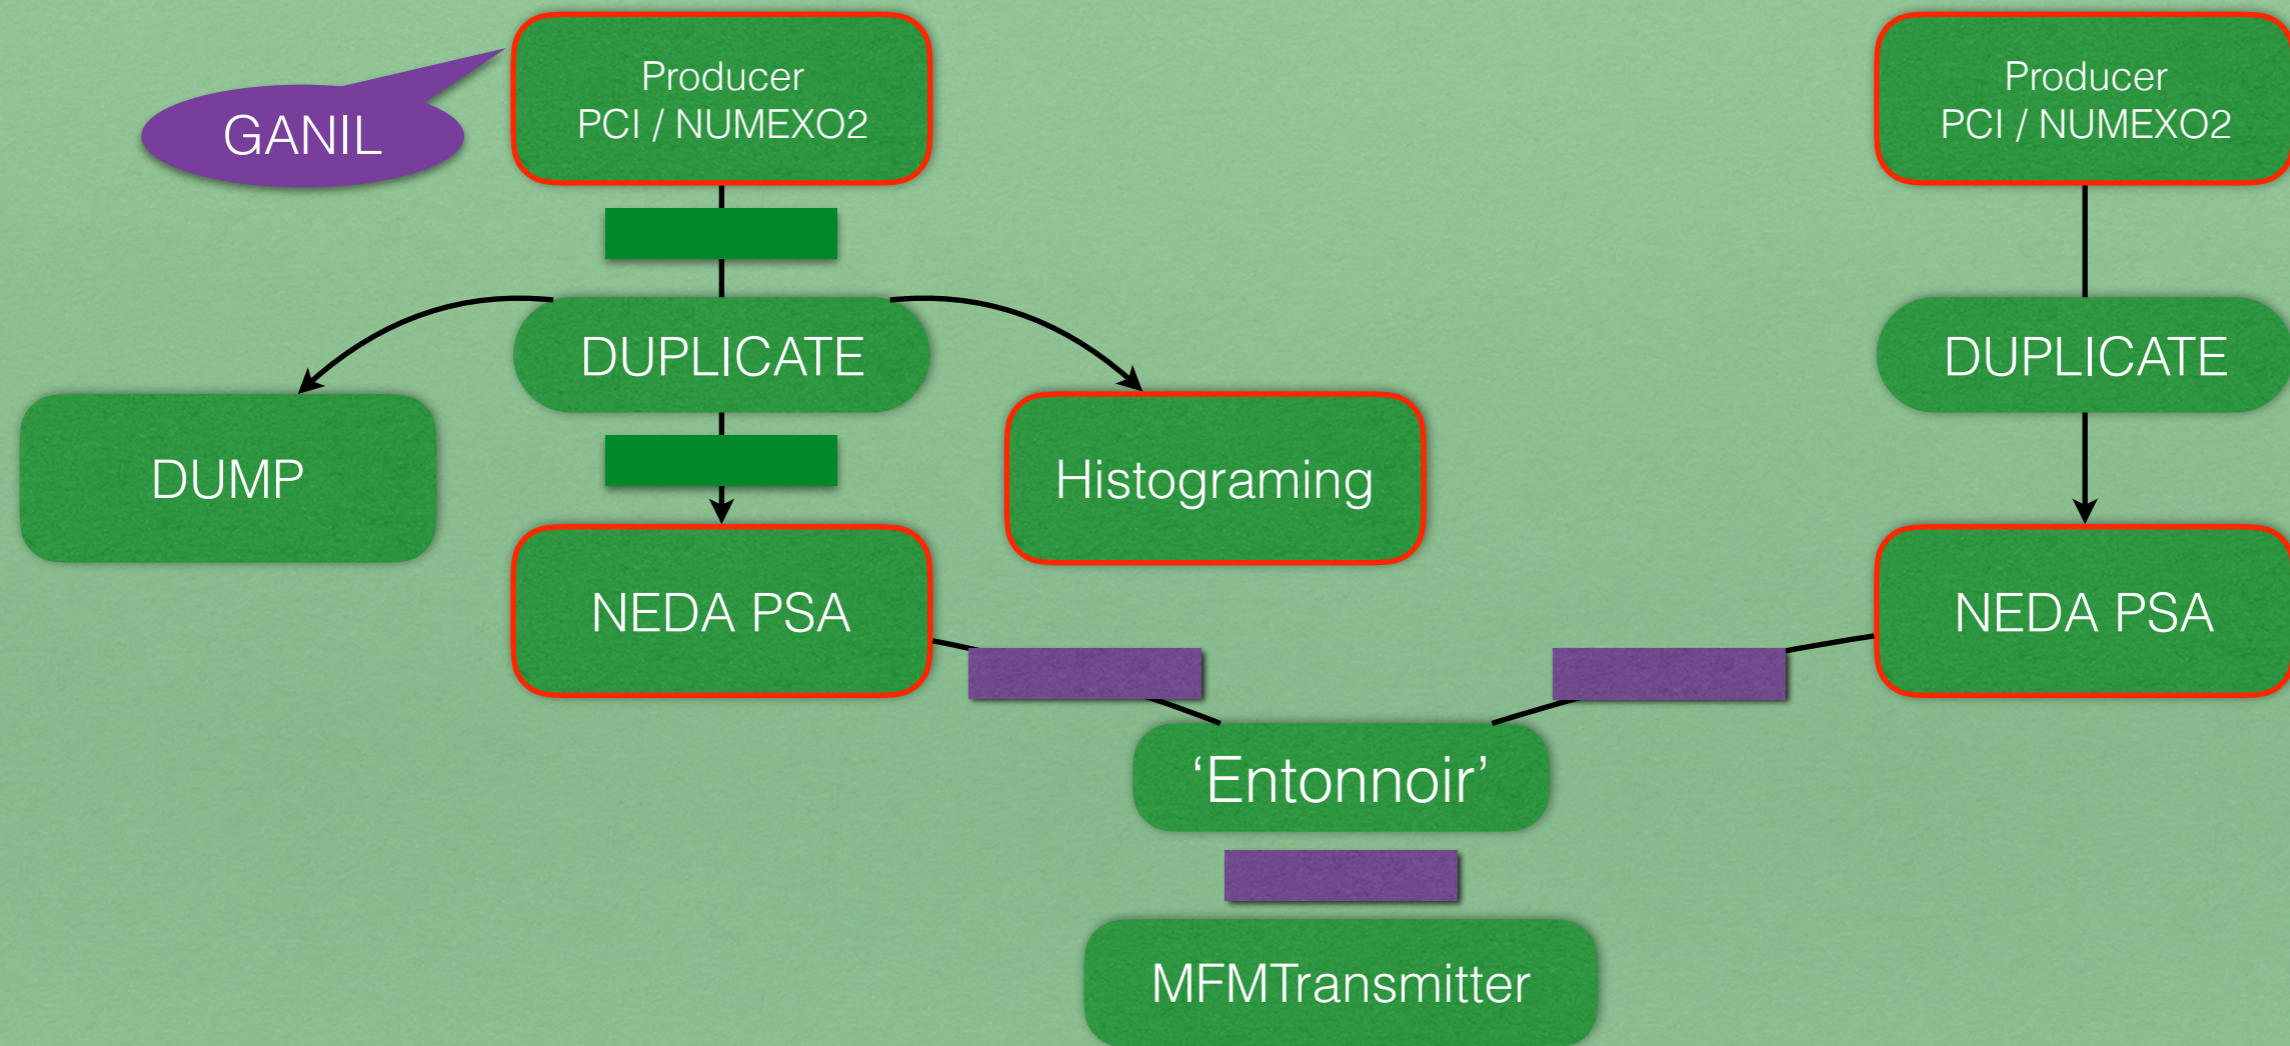 GANIL
Producer
PCI / NUMEXO2
Producer
PCI / NUMEXO2
DUPLICATE
DUPLICATE
DUMP
Histograming
NEDA PSA
NEDA PSA
‘Entonnoir’
MFMTransmitter